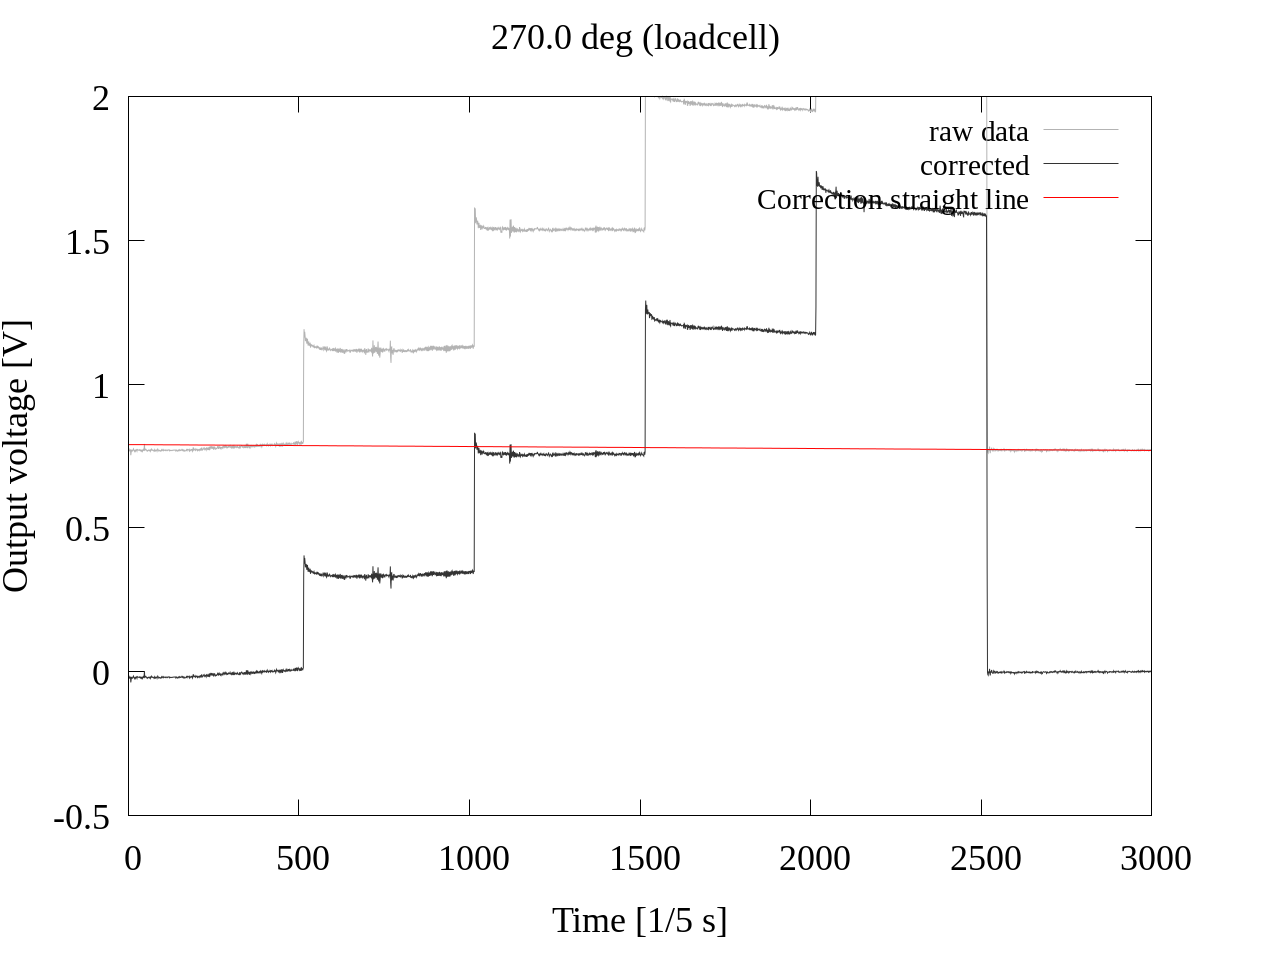 270.0 deg (loadcell)
2
1.5
1
0.5
0
-0.5
Output voltage [V]
raw data
corrected
Correction straight line
0 500 1000 1500 2000 2500 3000
Time [1/5 s]